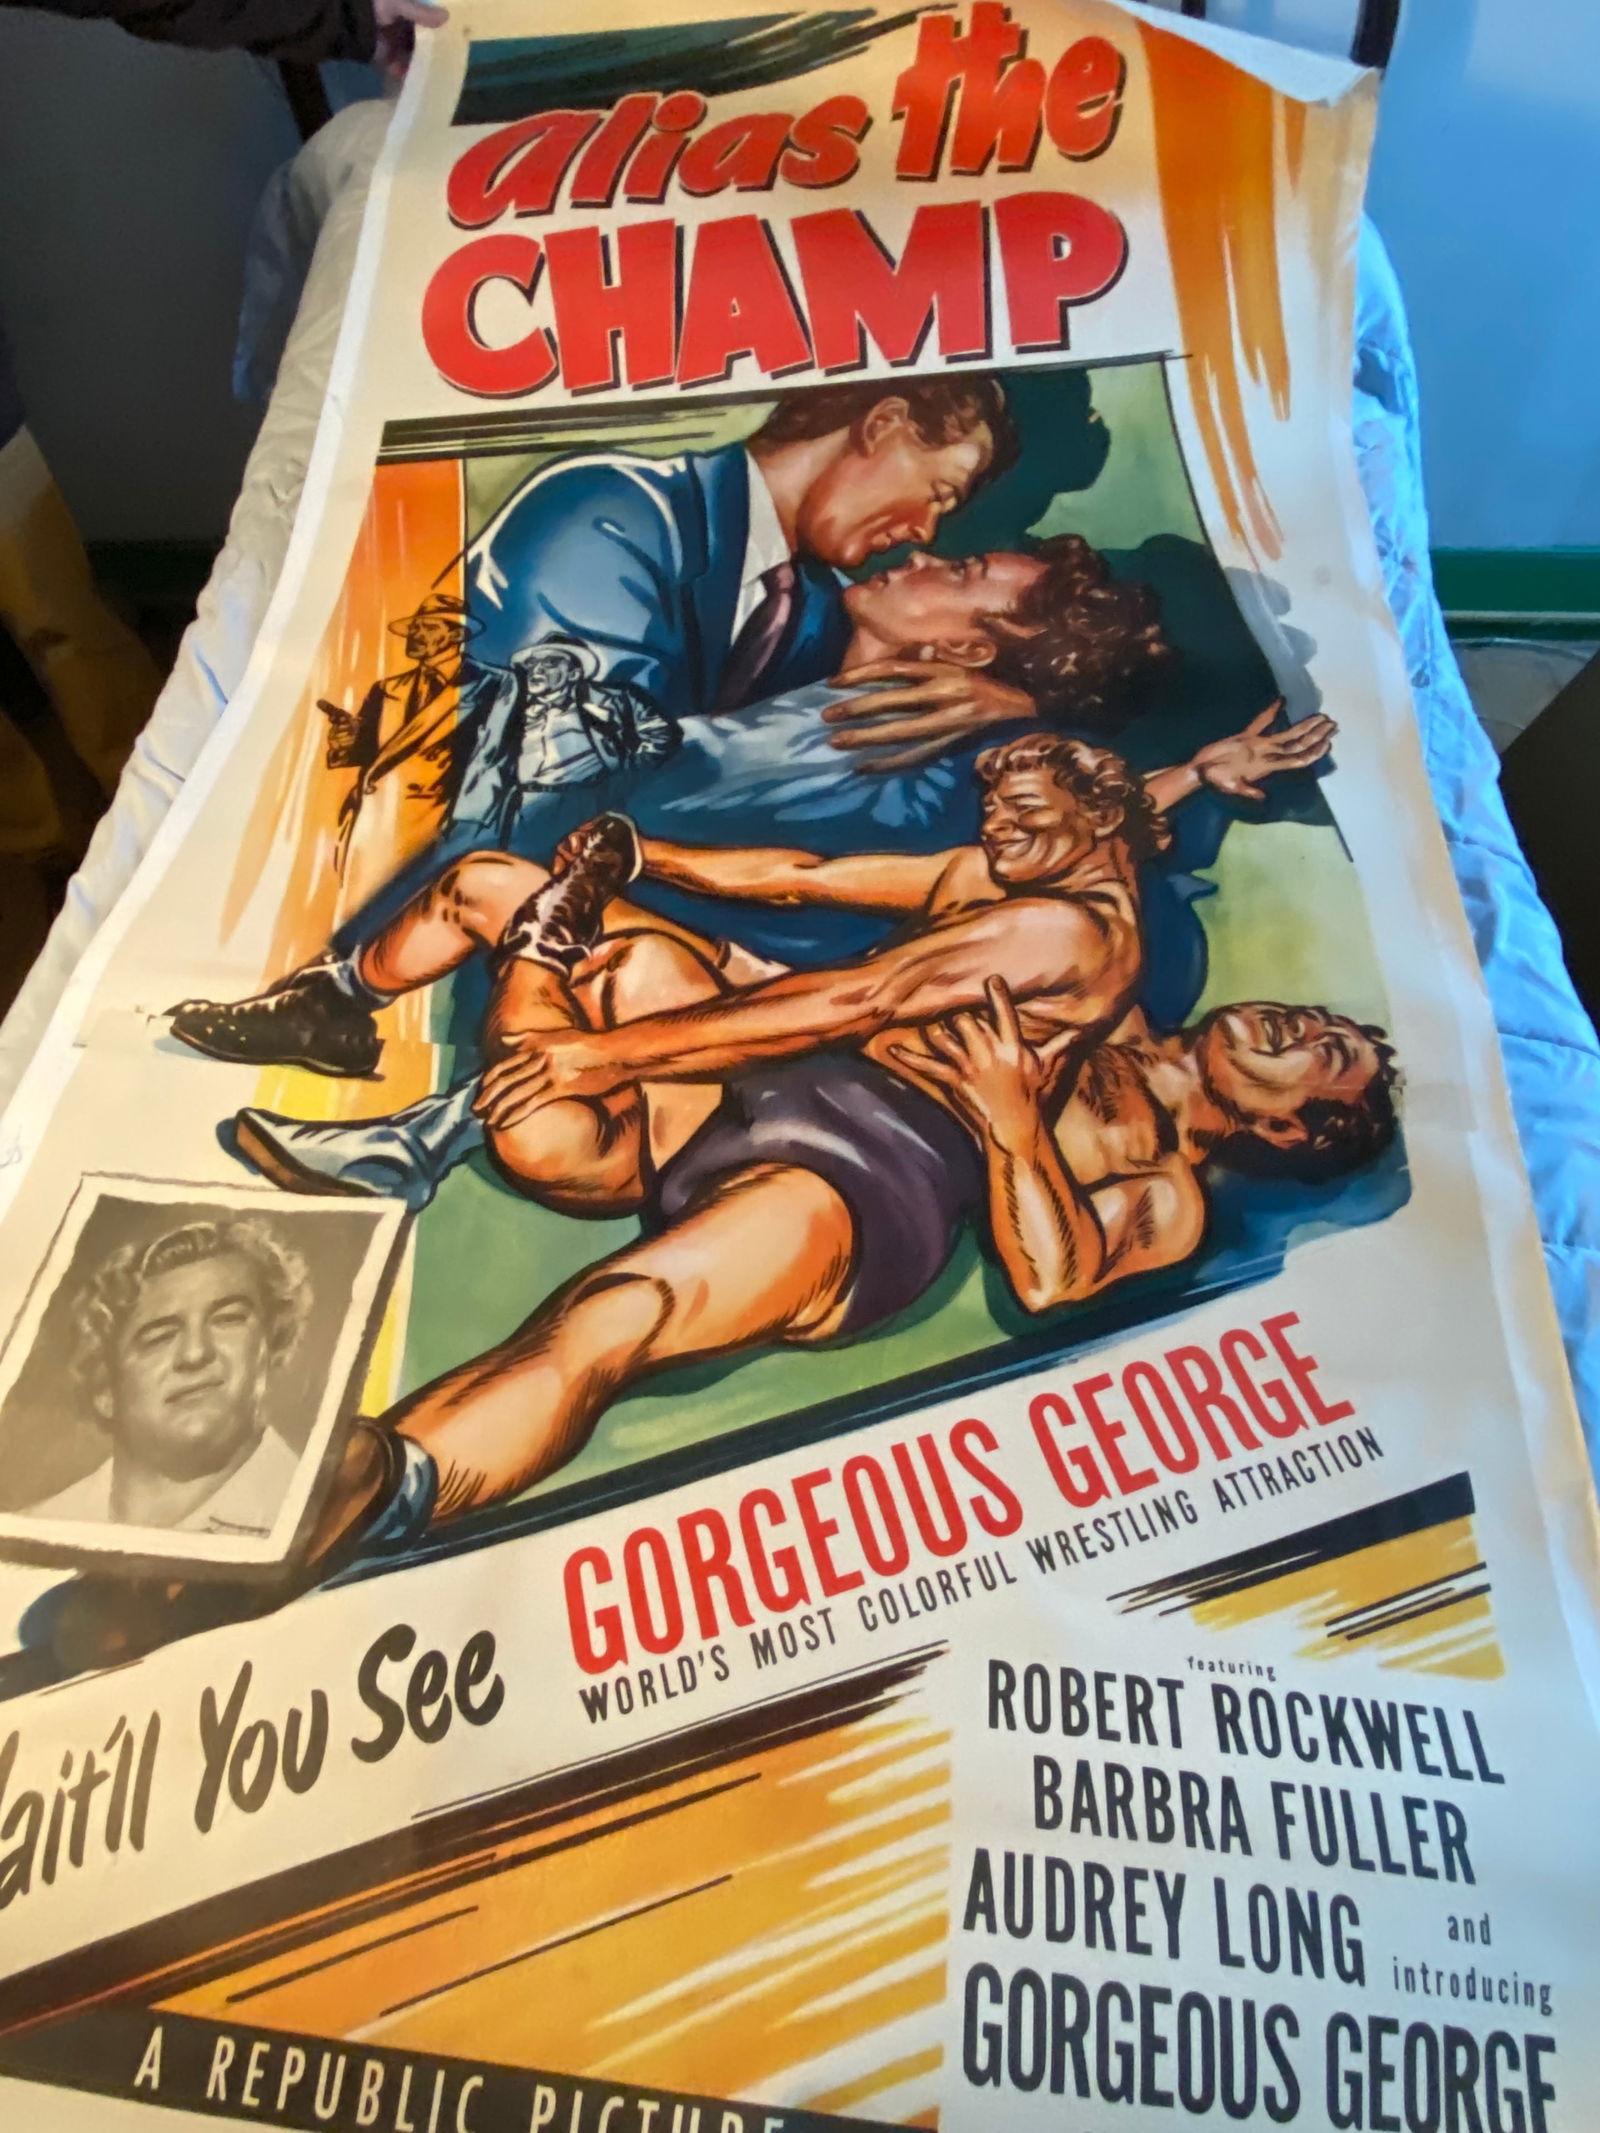 alias the
CHAMP
GORGEOUS GEORGE
WORLD'S MOST COLORFUL WRESTLING ATTRACTION
ait'll You See
featuring
ROBERT ROCKWELL
BARBRA FULLER
AUDREY LONG and
introducing
GORGEOUS GEORGE
A REPUBLIC PICTURE